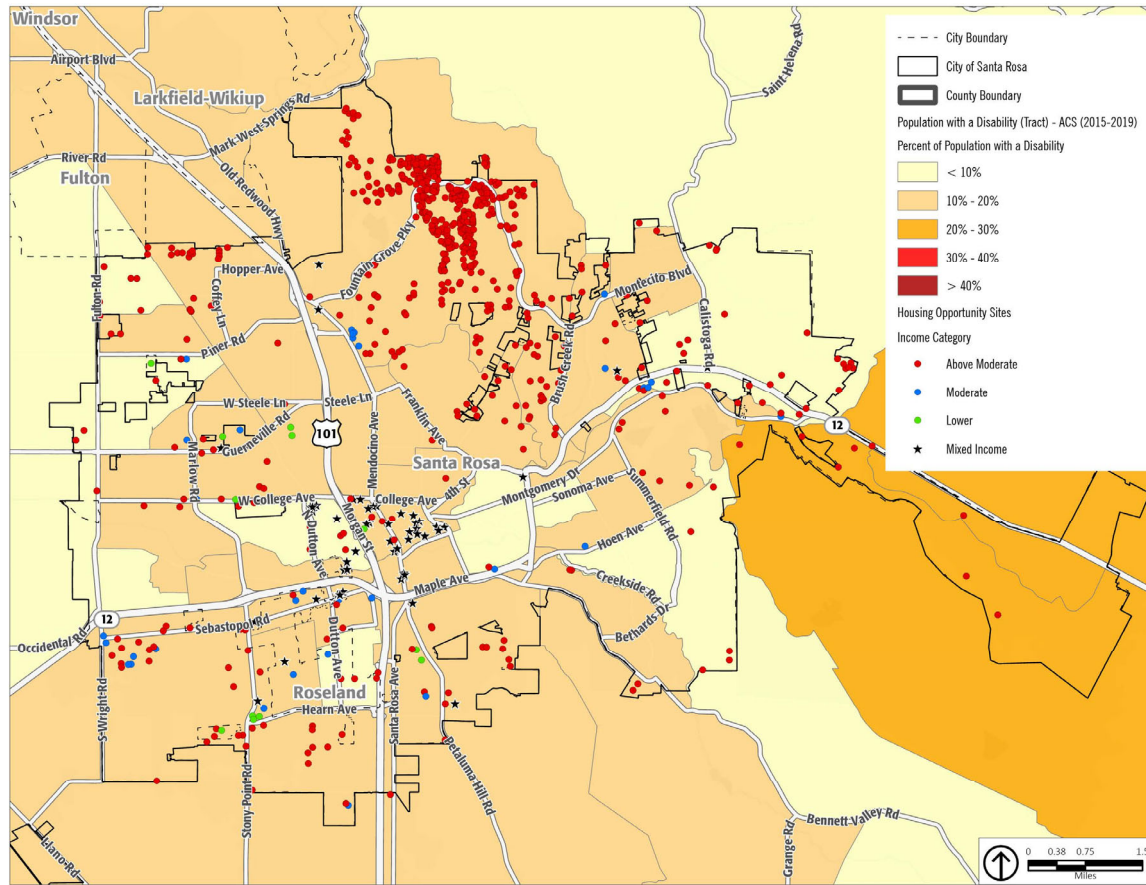 Windsor
Airport Blvd
Larkfield-Wikiup
Mark West Springs Rd
Saint Helena Rd
River Rd
Fulton
Old Redwood Hwy
Hopper Ave
Fountain Grove Pky
Montecito Blvd
Fulton Rd
Coffey Ln
Calistoga Rd
Piner Rd
Brush Creek Rd
W Steele Ln
Steele Ln
Franklin Ave
Guerneville Rd
101
Mendocino Ave
12
Marlow Rd
Santa Rosa
4th St
Montgomery Dr
Sonoma Ave
Summerfield Rd
W College Ave
College Ave
N Dutton Ave
Morgan St
Hoen Ave
Maple Ave
Creekside Rd
Bethards Dr
12
Occidental Rd
Sebastopol Rd
Dutton Ave
Roseland
Hearn Ave
S Wright Rd
Santa Rosa Ave
Stony Point Rd
Petaluma Hill Rd
Llano Rd
Grange Rd
Bennett Valley Rd
City Boundary
City of Santa Rosa
County Boundary
Population with a Disability (Tract) - ACS (2015-2019)
Percent of Population with a Disability
< 10%
10% - 20%
20% - 30%
30% - 40%
> 40%
Housing Opportunity Sites
Income Category
Above Moderate
Moderate
Lower
Mixed Income
0 0.38 0.75 1.5
Miles